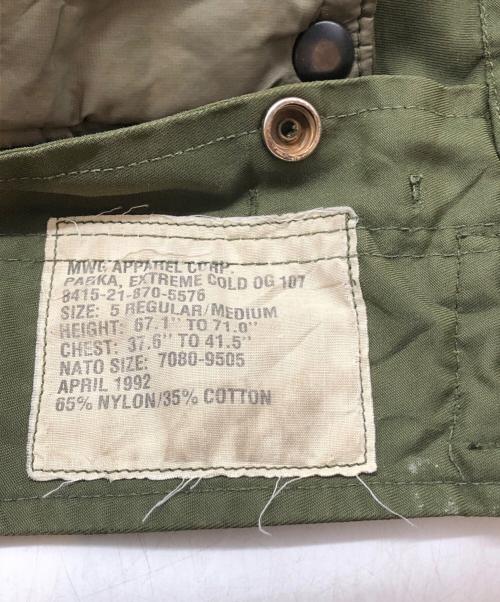 MWG APPAREL CORP.
PARKA, EXTREME COLD OG 107
8415-21-870-5576
SIZE: 5 REGULAR/MEDIUM
HEIGHT: 67.1" TO 71.0"
CHEST: 37.6" TO 41.5"
NATO SIZE: 7080-9505
APRIL 1992
65% NYLON/35% COTTON